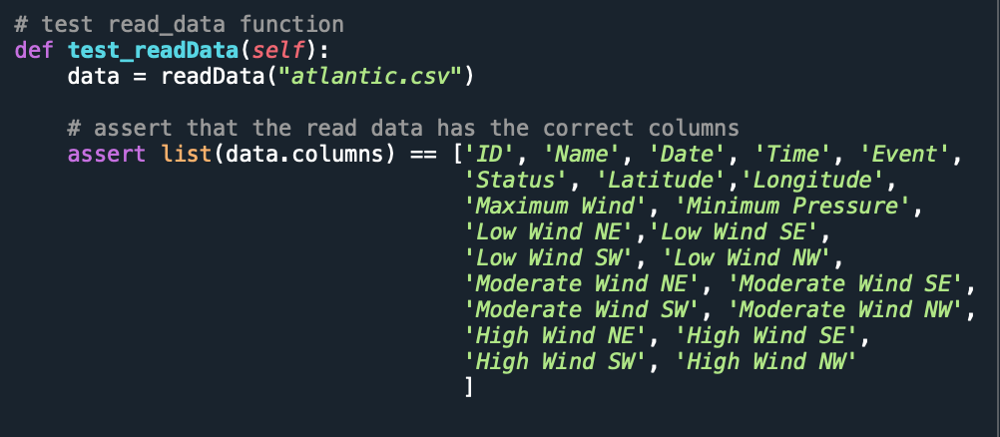 # test read_data function
def test_readData(self):
    data = readData("atlantic.csv")

    # assert that the read data has the correct columns
    assert list(data.columns) == ['ID', 'Name', 'Date', 'Time', 'Event',
                                  'Status', 'Latitude','Longitude',
                                  'Maximum Wind', 'Minimum Pressure',
                                  'Low Wind NE','Low Wind SE',
                                  'Low Wind SW', 'Low Wind NW',
                                  'Moderate Wind NE', 'Moderate Wind SE',
                                  'Moderate Wind SW', 'Moderate Wind NW',
                                  'High Wind NE', 'High Wind SE',
                                  'High Wind SW', 'High Wind NW'
                                  ]